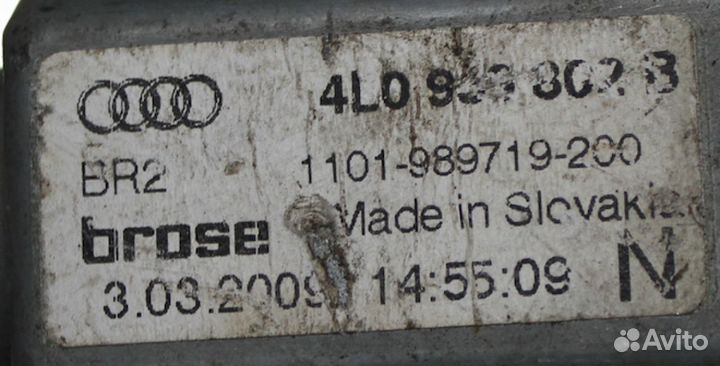 4L0 802 B
BR2 1101-989719-200
brose Made in Slovakia
3.03.2009 14:55:09 N
Avito